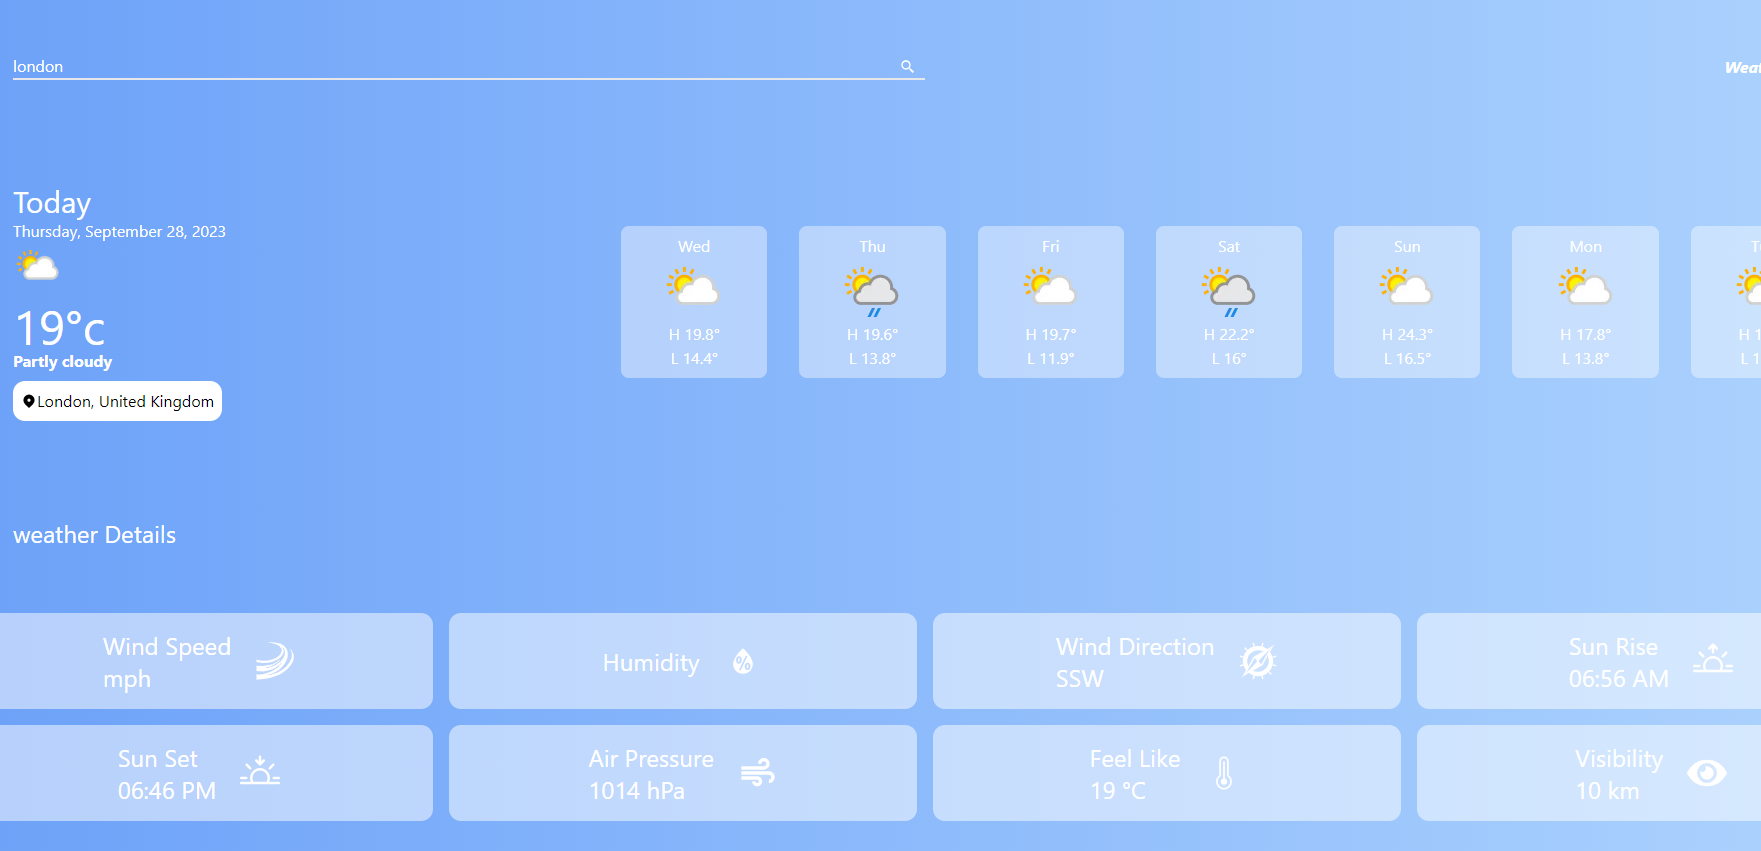 london
Weat
Today
Thursday, September 28, 2023
19°c
Partly cloudy
London, United Kingdom
Wed
H 19.8°
L 14.4°
Thu
H 19.6°
L 13.8°
Fri
H 19.7°
L 11.9°
Sat
H 22.2°
L 16°
Sun
H 24.3°
L 16.5°
Mon
H 17.8°
L 13.8°
T
H 1
L 1
weather Details
Wind Speed
mph
Humidity
%
Wind Direction
SSW
Sun Rise
06:56 AM
Sun Set
06:46 PM
Air Pressure
1014 hPa
Feel Like
19 °C
Visibility
10 km